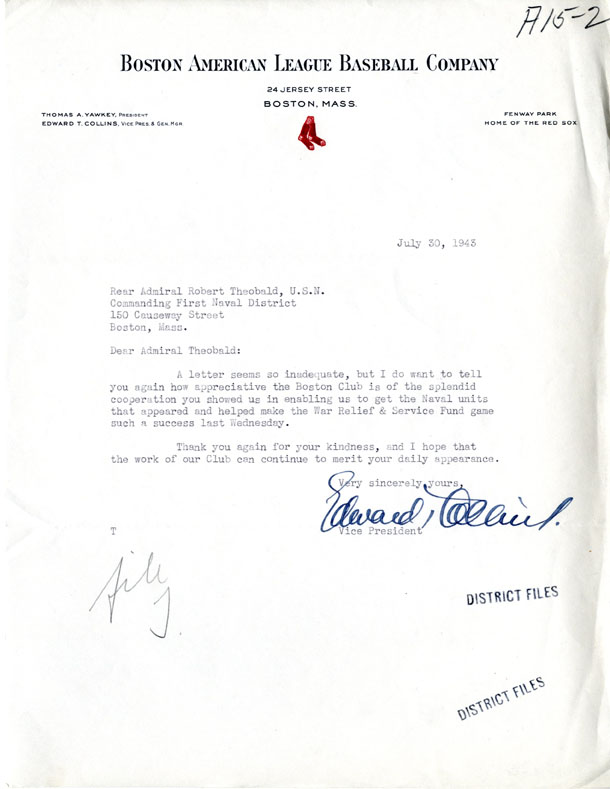 A15-2
BOSTON AMERICAN LEAGUE BASEBALL COMPANY
24 JERSEY STREET
BOSTON, MASS.
THOMAS A. YAWKEY, PRESIDENT
EDWARD T. COLLINS, VICE PRES & GEN. MGR
FENWAY PARK
HOME OF THE RED SOX
July 30, 1943
Rear Admiral Robert Theobald, U.S.N.
Commanding First Naval District
150 Causeway Street
Boston, Mass.
Dear Admiral Theobald:
A letter seems so inadequate, but I do want to tell
you again how appreciative the Boston Club is of the splendid
cooperation you showed us in enabling us to get the Naval units
that appeared and helped make the War Relief & Service Fund game
such a success last Wednesday.
Thank you again for your kindness, and I hope that
the work of our Club can continue to merit your daily appearance.
Very sincerely yours,
Edward T Collins.
Vice President
T
file
DISTRICT FILES
DISTRICT FILES